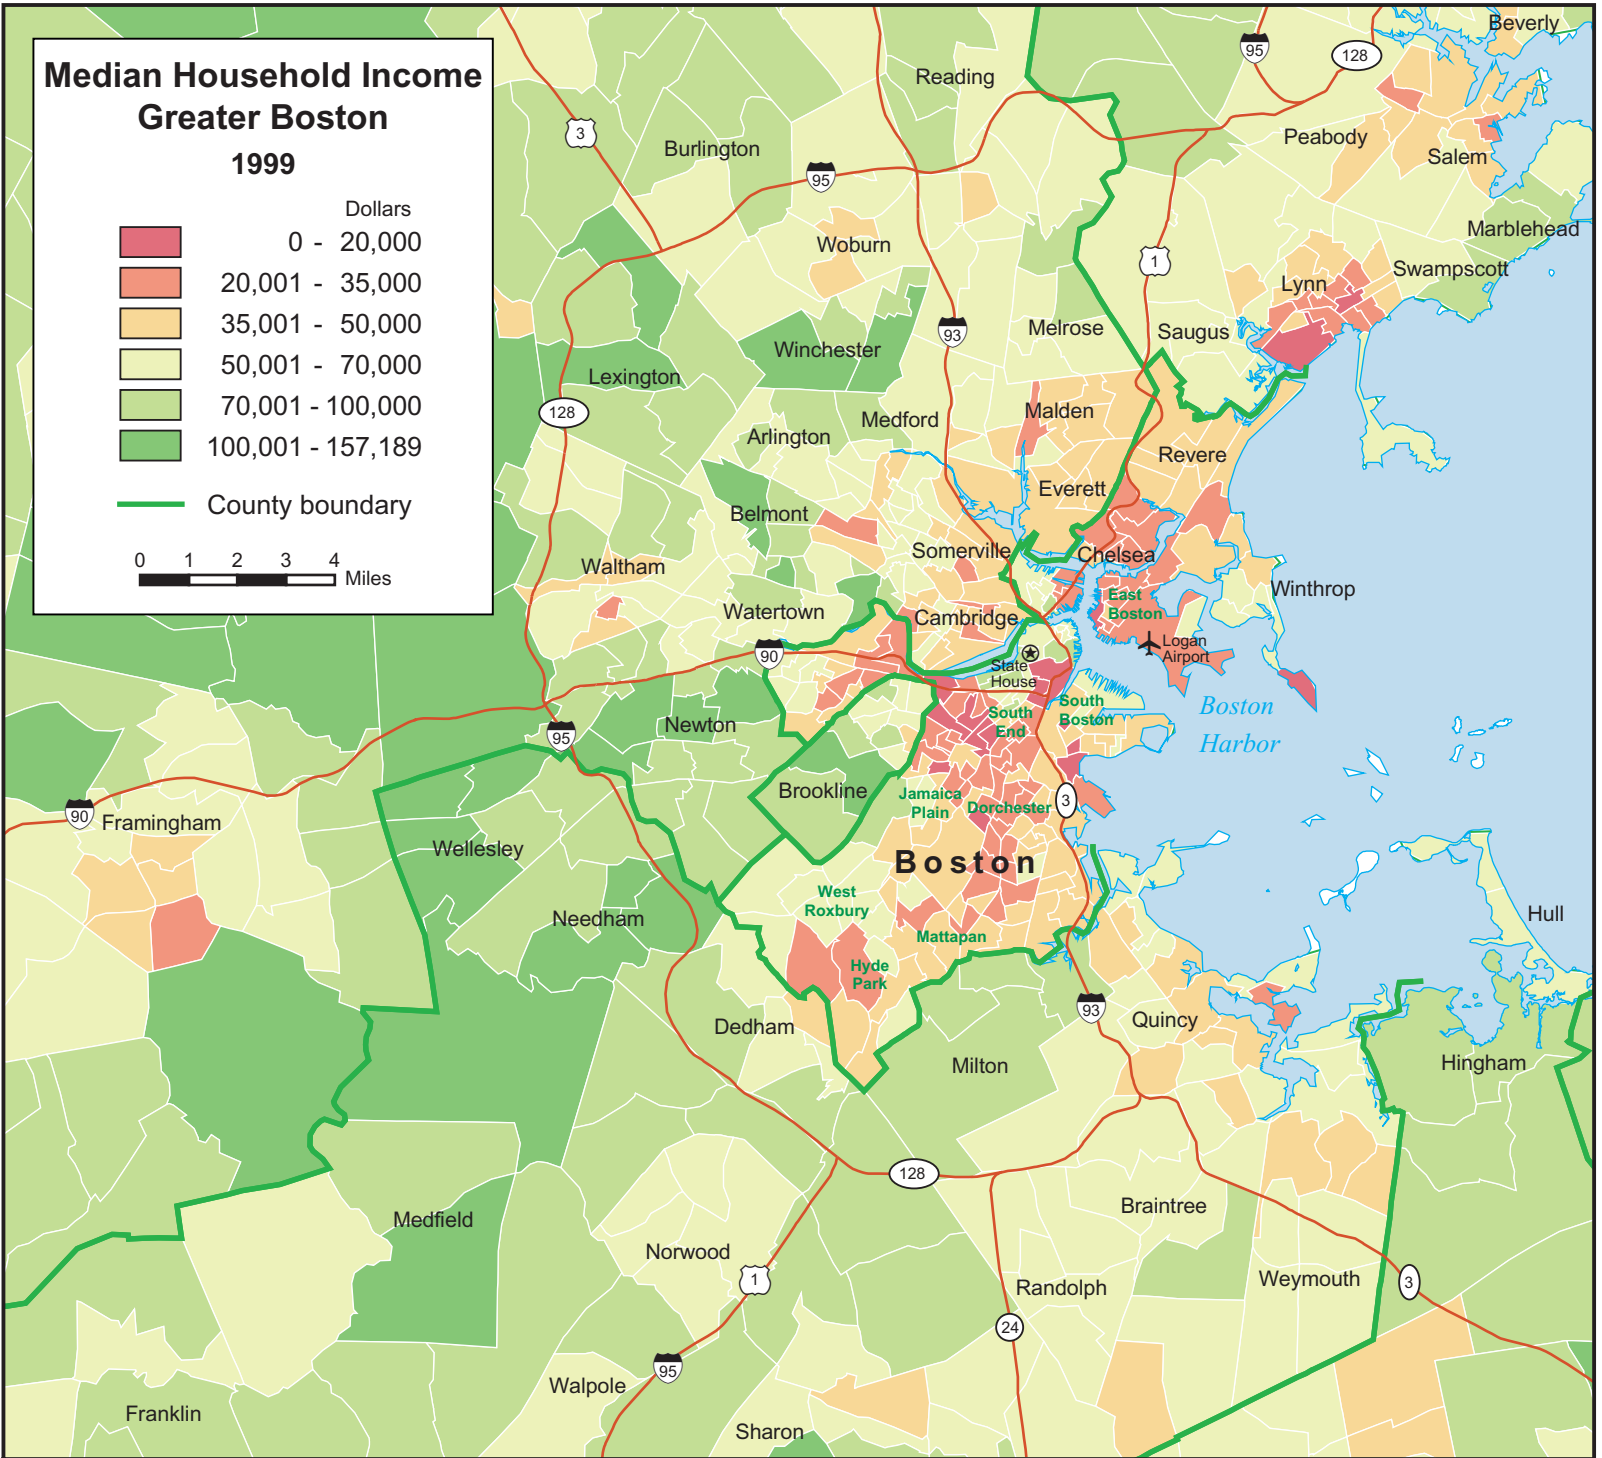 Median Household Income
Greater Boston
1999
Dollars
0 - 20,000
20,001 - 35,000
35,001 - 50,000
50,001 - 70,000
70,001 - 100,000
100,001 - 157,189
County boundary
0 1 2 3 4
Miles
Beverly
95
128
Reading
3
Burlington
Peabody
Salem
95
Marblehead
Woburn
1
Swampscott
Lynn
Melrose
Saugus
93
Winchester
Lexington
128
Medford
Malden
Arlington
Revere
Everett
Belmont
Somerville
Chelsea
Waltham
Winthrop
East
Boston
Watertown
Cambridge
90
Logan
Airport
State
House
Boston
Harbor
South
Boston
South
End
Newton
95
Brookline
Jamaica
Plain
Dorchester
3
90
Framingham
Wellesley
Boston
West
Roxbury
Needham
Hull
Mattapan
Hyde
Park
93
Quincy
Dedham
Milton
Hingham
128
Medfield
Braintree
Norwood
1
Randolph
Weymouth
3
24
95
Walpole
Franklin
Sharon